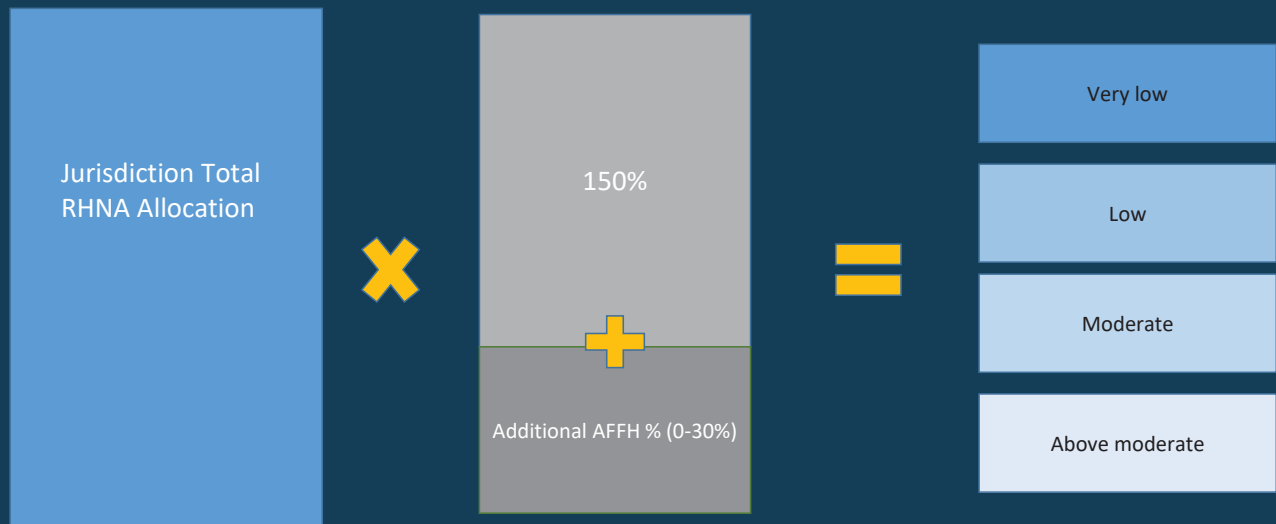 Jurisdiction Total
RHNA Allocation
150%
Additional AFFH % (0-30%)
Very low
Low
Moderate
Above moderate